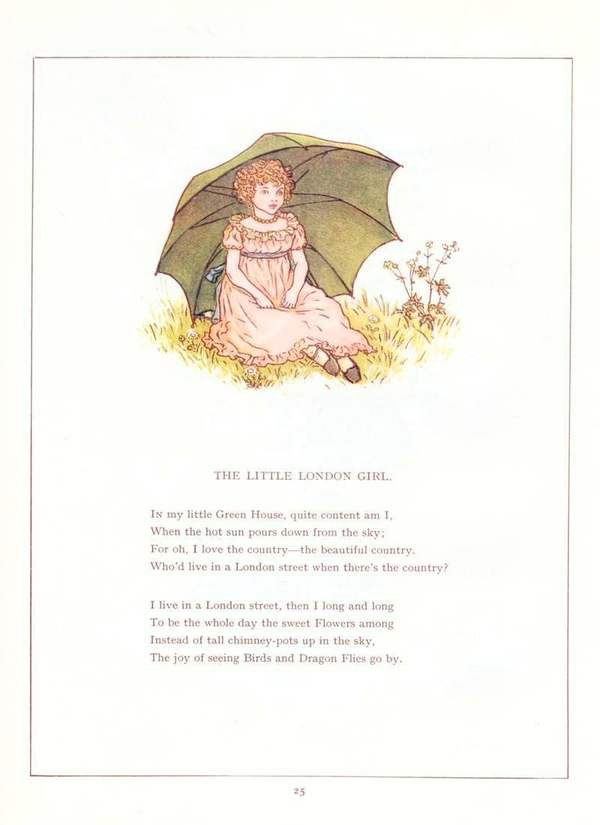 THE LITTLE LONDON GIRL.
In my little Green House, quite content am I,
When the hot sun pours down from the sky;
For oh, I love the country—the beautiful country.
Who'd live in a London street when there's the country?
I live in a London street, then I long and long
To be the whole day the sweet Flowers among
Instead of tall chimney-pots up in the sky,
The joy of seeing Birds and Dragon Flies go by.
25